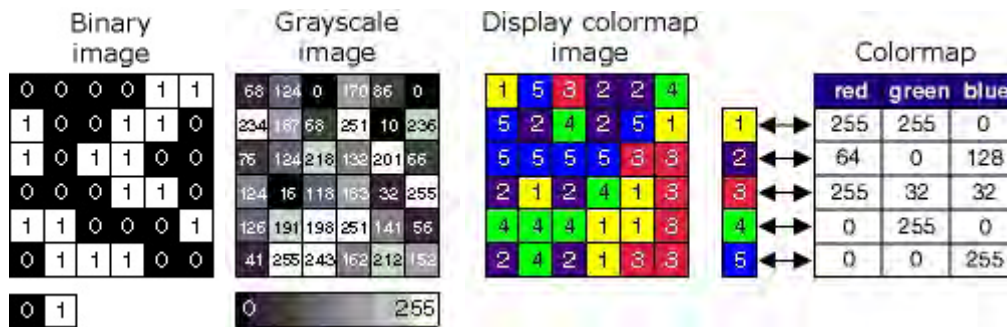 Binary image
Grayscale image
Display colormap image
Colormap
0 0 0 0 1 1
1 0 0 1 1 0
1 0 1 1 0 0
0 0 0 1 1 0
1 1 0 0 0 1
0 1 1 1 0 0
0 1
68 124 0 170 86 0
234 167 68 251 10 236
76 124 218 132 201 66
124 16 118 163 32 255
126 191 198 251 141 56
41 255 243 162 212 152
0 255
1 5 3 2 2 4
5 2 4 2 5 1
5 5 5 5 3 3
2 1 2 4 1 3
4 4 4 1 1 3
2 4 2 1 3 3
red green blue
1 255 255 0
2 64 0 128
3 255 32 32
4 0 255 0
5 0 0 255